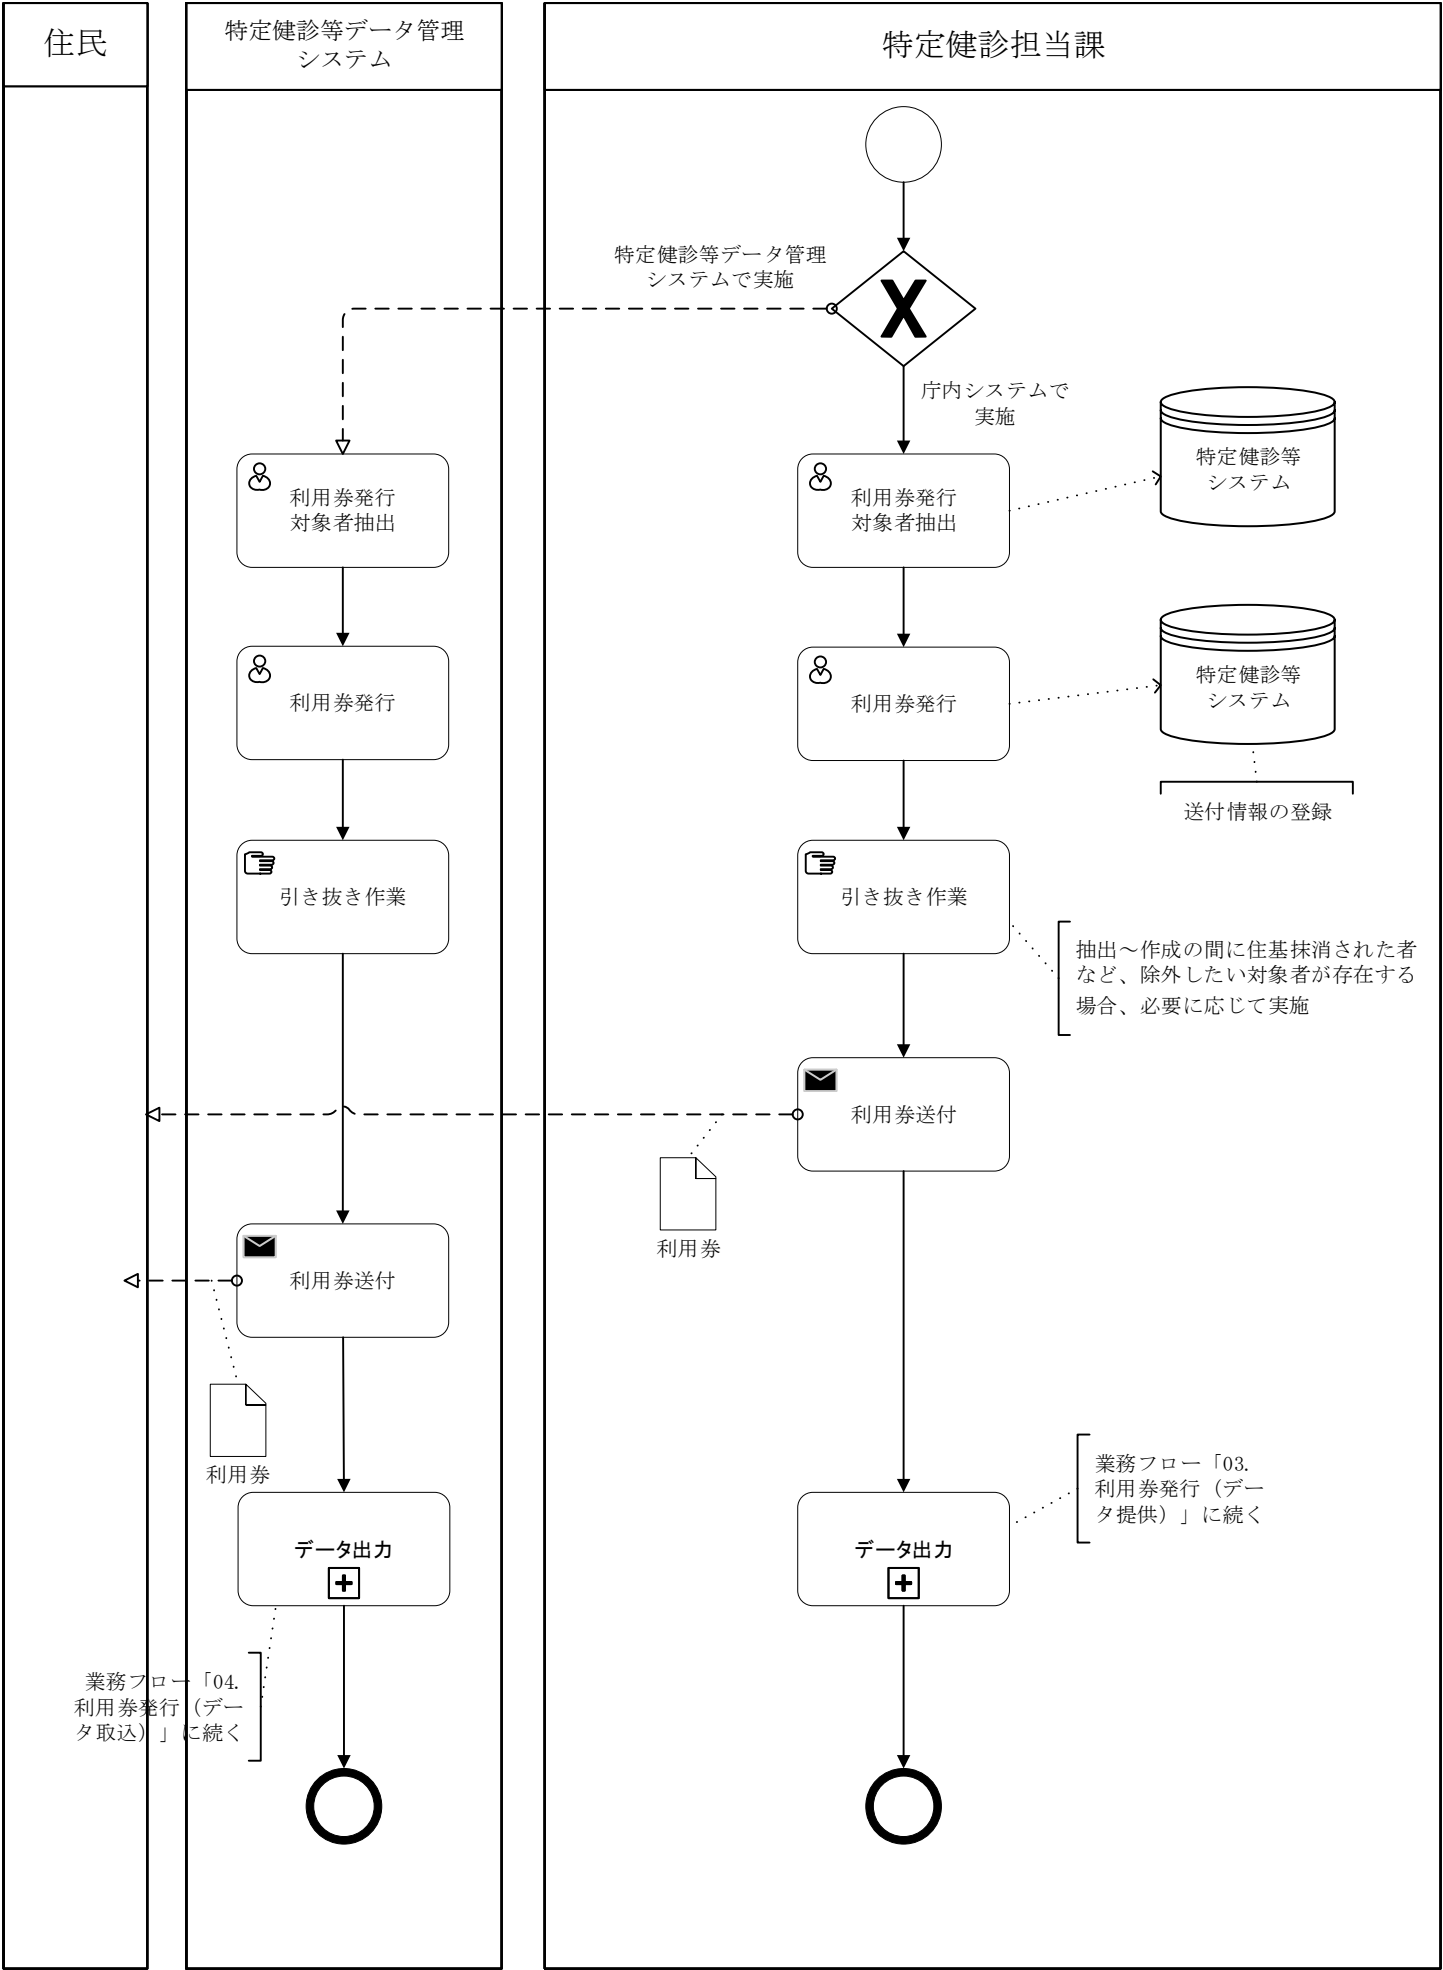 住民
特定健診等データ管理
システム
特定健診担当課
特定健診等データ管理
システムで実施
X
庁内システムで
実施
利用券発行
対象者抽出
利用券発行
対象者抽出
特定健診等
システム
利用券発行
利用券発行
特定健診等
システム
送付情報の登録
引き抜き作業
引き抜き作業
抽出～作成の間に住基抹消された者
など、除外したい対象者が存在する
場合、必要に応じて実施
利用券送付
利用券
利用券送付
利用券
データ出力
データ出力
業務フロー「03.
利用券発行（デー
タ提供）」に続く
業務フロー「04.
利用券発行（デー
タ取込）」に続く